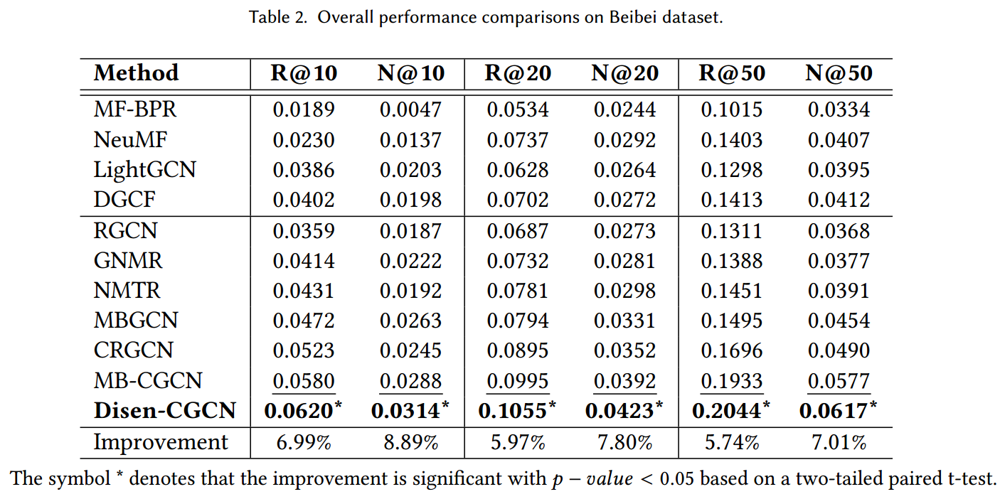 Table 2. Overall performance comparisons on Beibei dataset.
Method R@10 N@10 R@20 N@20 R@50 N@50
MF-BPR 0.0189 0.0047 0.0534 0.0244 0.1015 0.0334
NeuMF 0.0230 0.0137 0.0737 0.0292 0.1403 0.0407
LightGCN 0.0386 0.0203 0.0628 0.0264 0.1298 0.0395
DGCF 0.0402 0.0198 0.0702 0.0272 0.1413 0.0412
RGCN 0.0359 0.0187 0.0687 0.0273 0.1311 0.0368
GNMR 0.0414 0.0222 0.0732 0.0281 0.1388 0.0377
NMTR 0.0431 0.0192 0.0781 0.0298 0.1451 0.0391
MBGCN 0.0472 0.0263 0.0794 0.0331 0.1495 0.0454
CRGCN 0.0523 0.0245 0.0895 0.0352 0.1696 0.0490
MB-CGCN 0.0580 0.0288 0.0995 0.0392 0.1933 0.0577
Disen-CGCN 0.0620* 0.0314* 0.1055* 0.0423* 0.2044* 0.0617*
Improvement 6.99% 8.89% 5.97% 7.80% 5.74% 7.01%
The symbol * denotes that the improvement is significant with p − value < 0.05 based on a two-tailed paired t-test.